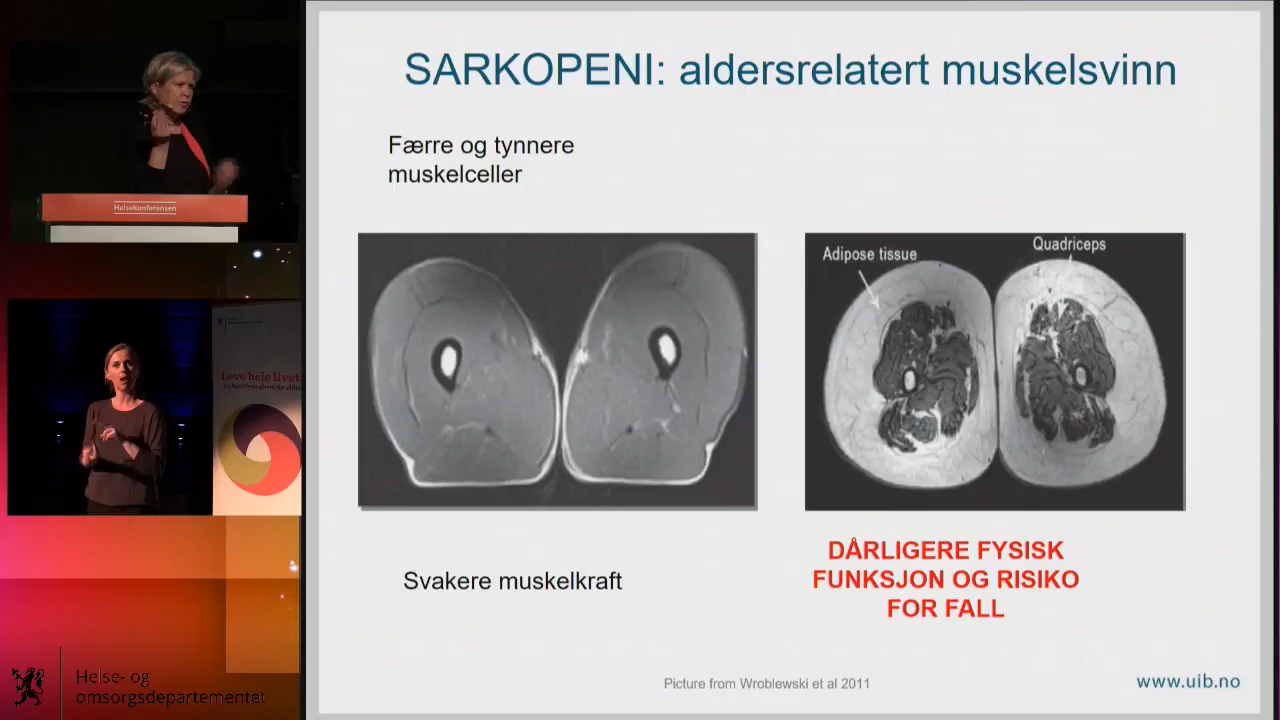 SARKOPENI: aldersrelatert muskelsvinn
Færre og tynnere
muskelceller
Adipose tissue
Quadriceps
Svakere muskelkraft
DÅRLIGERE FYSISK
FUNKSJON OG RISIKO
FOR FALL
Picture from Wroblewski et al 2011
www.uib.no
Helsekonferansen
Leve hele livet
Helse- og
omsorgsdepartementet